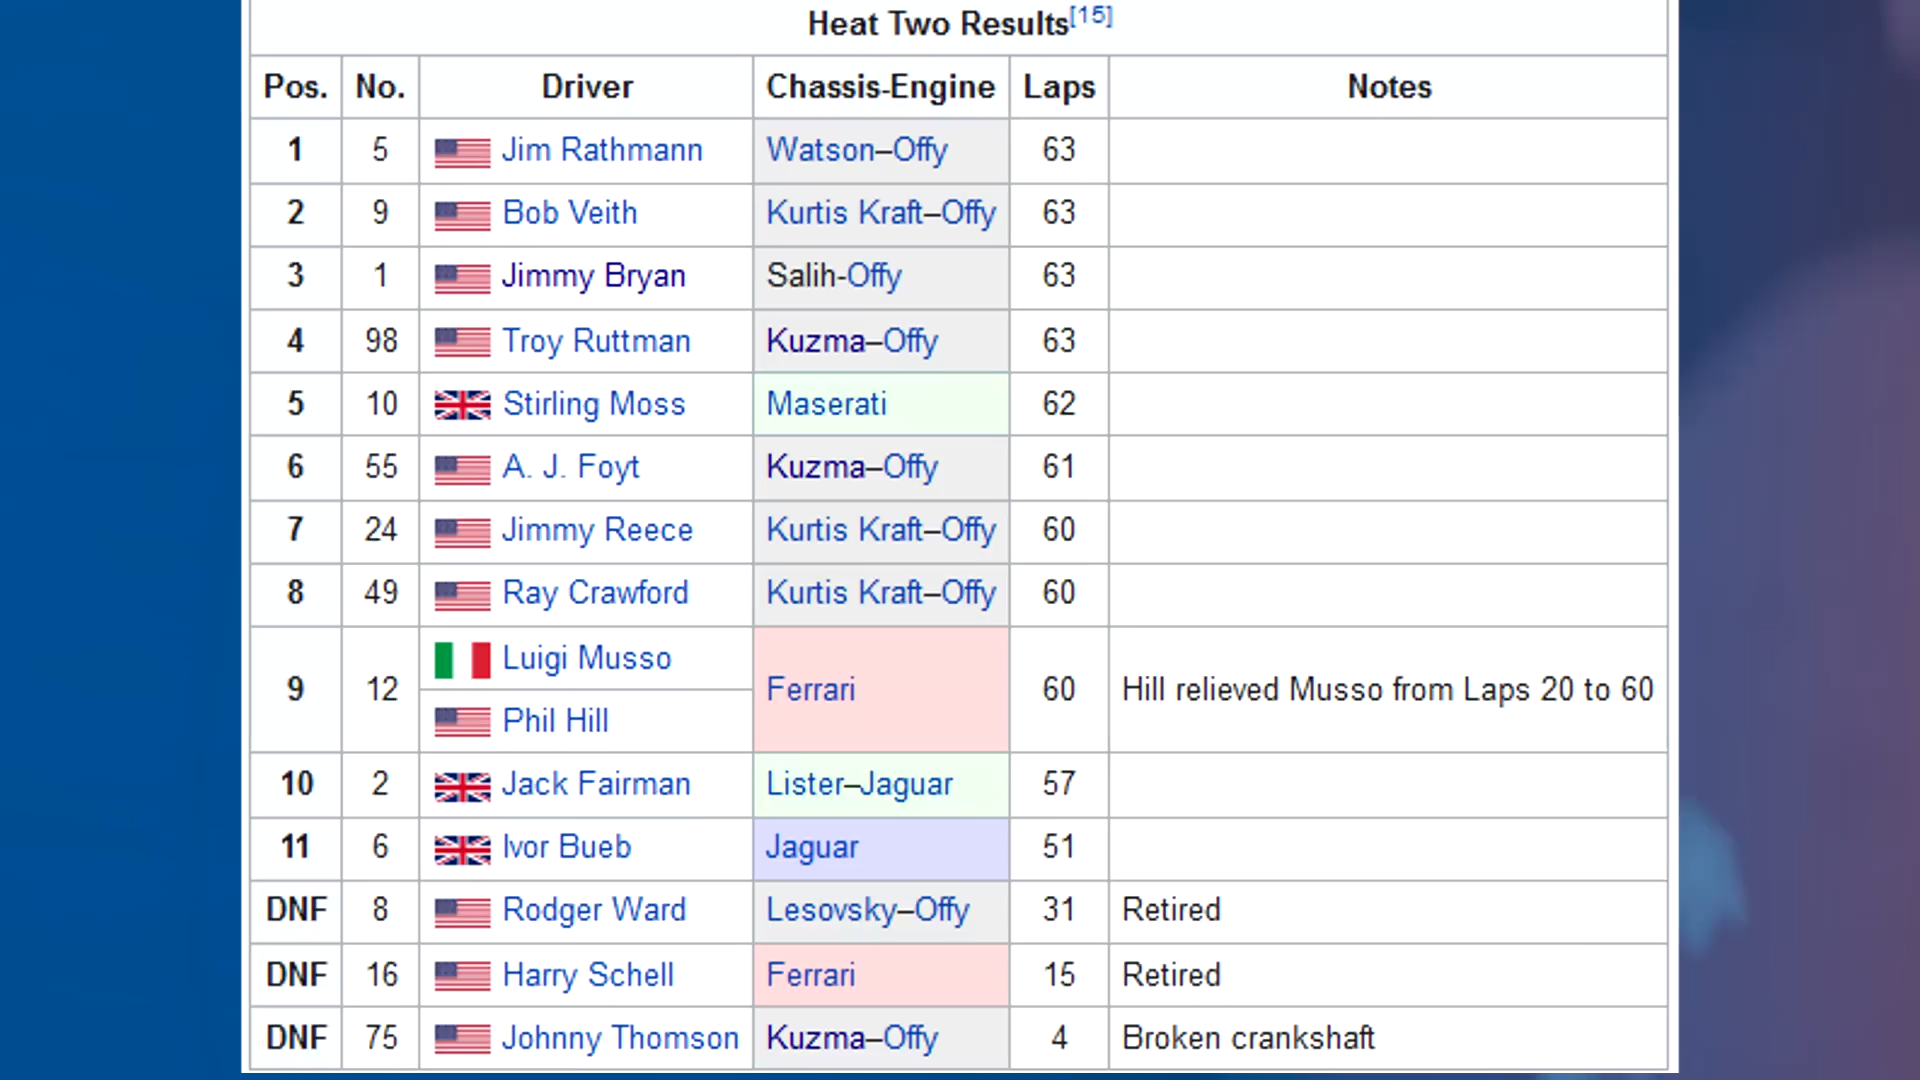 Heat Two Results[15]
Pos. No. Driver Chassis-Engine Laps Notes
1 5 Jim Rathmann Watson–Offy 63
2 9 Bob Veith Kurtis Kraft–Offy 63
3 1 Jimmy Bryan Salih-Offy 63
4 98 Troy Ruttman Kuzma–Offy 63
5 10 Stirling Moss Maserati 62
6 55 A. J. Foyt Kuzma–Offy 61
7 24 Jimmy Reece Kurtis Kraft–Offy 60
8 49 Ray Crawford Kurtis Kraft–Offy 60
9 12 Luigi Musso Ferrari 60 Hill relieved Musso from Laps 20 to 60
Phil Hill
10 2 Jack Fairman Lister–Jaguar 57
11 6 Ivor Bueb Jaguar 51
DNF 8 Rodger Ward Lesovsky–Offy 31 Retired
DNF 16 Harry Schell Ferrari 15 Retired
DNF 75 Johnny Thomson Kuzma–Offy 4 Broken crankshaft